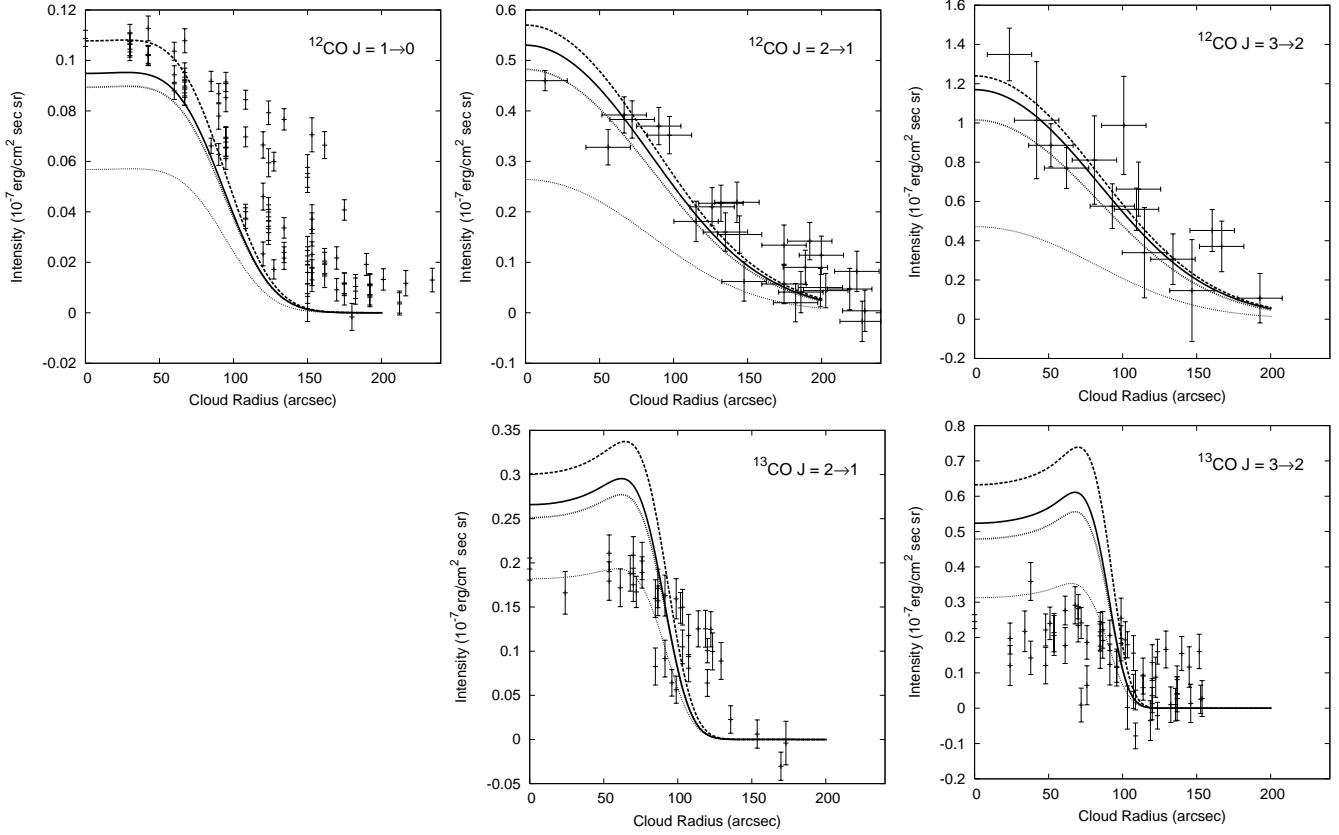 ¹²CO J = 1→0
0.12
0.1
0.08
0.06
0.04
0.02
0
-0.02
Intensity (10⁻⁷erg/cm² sec sr)
0 50 100 150 200
Cloud Radius (arcsec)
¹²CO J = 2→1
0.6
0.5
0.4
0.3
0.2
0.1
0
-0.1
Intensity (10⁻⁷erg/cm² sec sr)
0 50 100 150 200
Cloud Radius (arcsec)
¹²CO J = 3→2
1.6
1.4
1.2
1
0.8
0.6
0.4
0.2
0
-0.2
Intensity (10⁻⁷erg/cm² sec sr)
0 50 100 150 200
Cloud Radius (arcsec)
¹³CO J = 2→1
0.35
0.3
0.25
0.2
0.15
0.1
0.05
0
-0.05
Intensity (10⁻⁷erg/cm² sec sr)
0 50 100 150 200
Cloud Radius (arcsec)
¹³CO J = 3→2
0.8
0.7
0.6
0.5
0.4
0.3
0.2
0.1
0
-0.1
-0.2
Intensity (10⁻⁷erg/cm² sec sr)
0 50 100 150 200
Cloud Radius (arcsec)